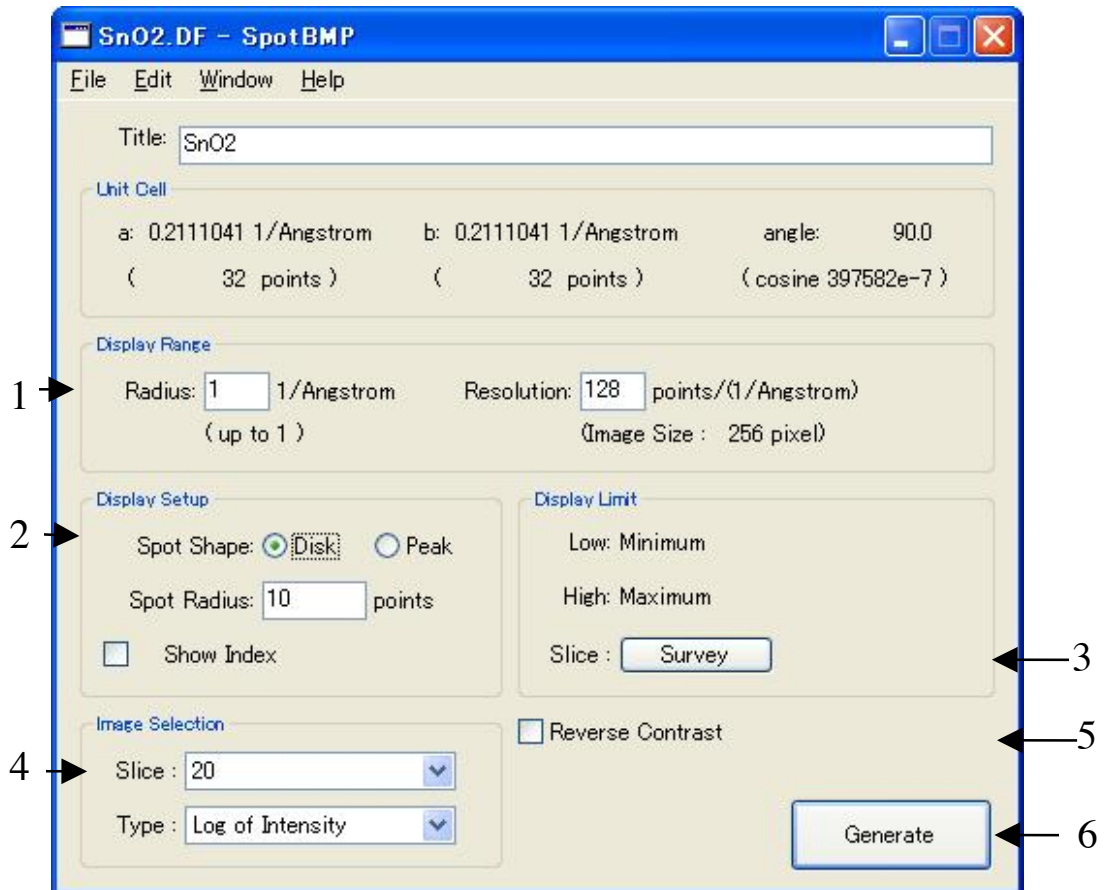 SnO2.DF - SpotBMP
File Edit Window Help
Title: SnO2
Unit Cell
a: 0.2111041 1/Angstrom b: 0.2111041 1/Angstrom angle: 90.0
( 32 points ) ( 32 points ) ( cosine 397582e-7 )
Display Range
1
Radius: 1 1/Angstrom Resolution: 128 points/(1/Angstrom)
( up to 1 ) (Image Size : 256 pixel)
Display Setup
2
Spot Shape: Disk Peak
Spot Radius: 10 points
Show Index
Display Limit
Low: Minimum
High: Maximum
Slice : Survey
3
Image Selection
4
Slice : 20
Type : Log of Intensity
Reverse Contrast
5
Generate
6